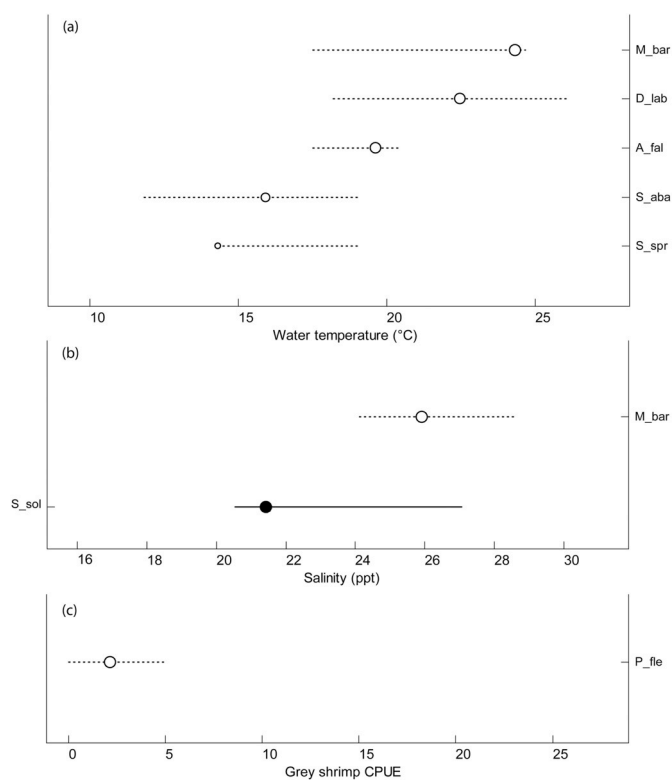 (a)
M_bar
D_lab
A_fal
S_aba
S_spr
10 15 20 25
Water temperature (°C)
(b)
M_bar
S_sol
16 18 20 22 24 26 28 30
Salinity (ppt)
(c)
P_fle
0 5 10 15 20 25
Grey shrimp CPUE